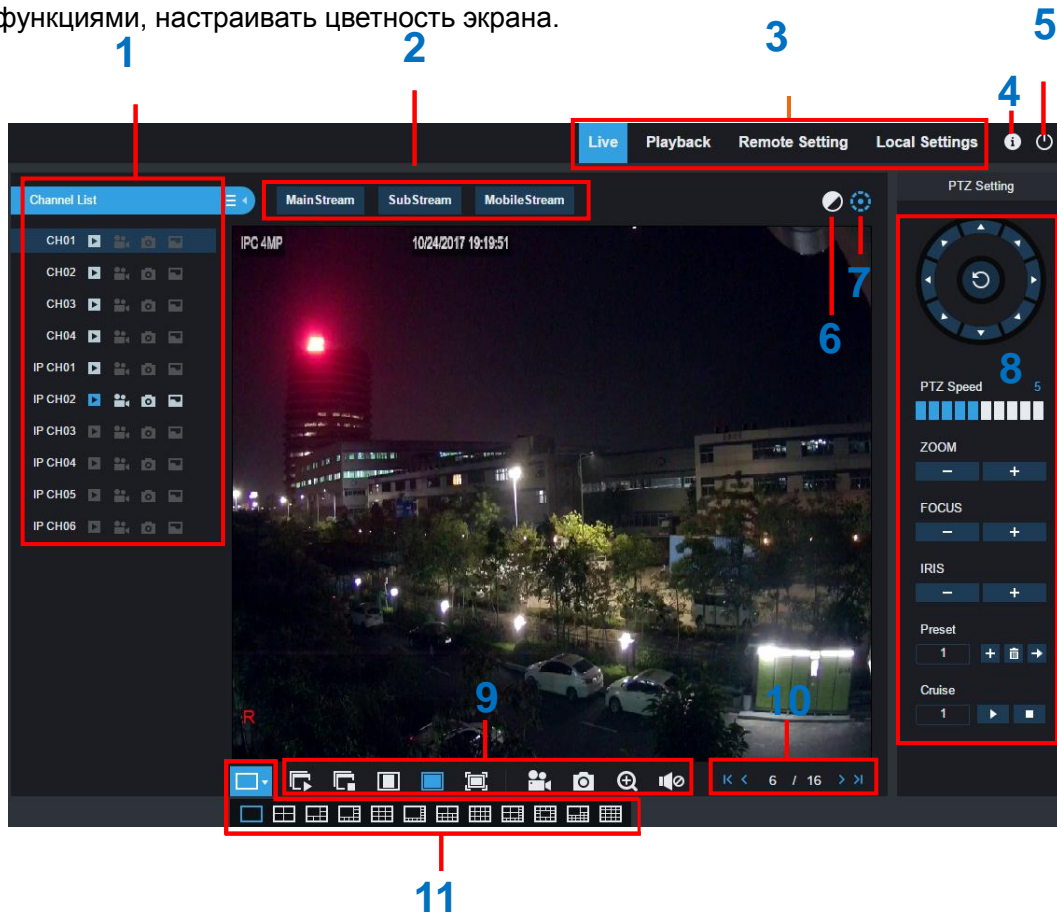 функциями, настраивать цветность экрана.
1
2
3
4
5
Live Playback Remote Setting Local Settings
Channel List
MainStream SubStream MobileStream
PTZ Setting
CH01
CH02
CH03
CH04
IP CH01
IP CH02
IP CH03
IP CH04
IP CH05
IP CH06
IPC 4MP 10/24/2017 19:19:51
R
6
7
8
PTZ Speed 5
ZOOM
- +
FOCUS
- +
IRIS
- +
Preset
1 +
Cruise
1
9
10
6 / 16
11